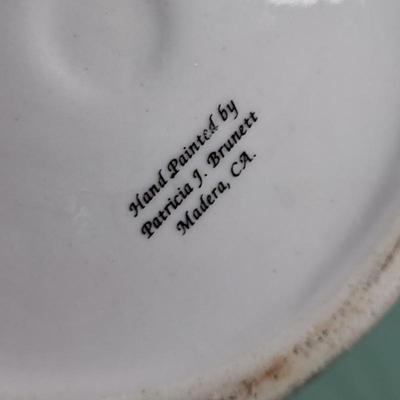 Hand Painted by
Patricia J. Brunett
Madera, CA.